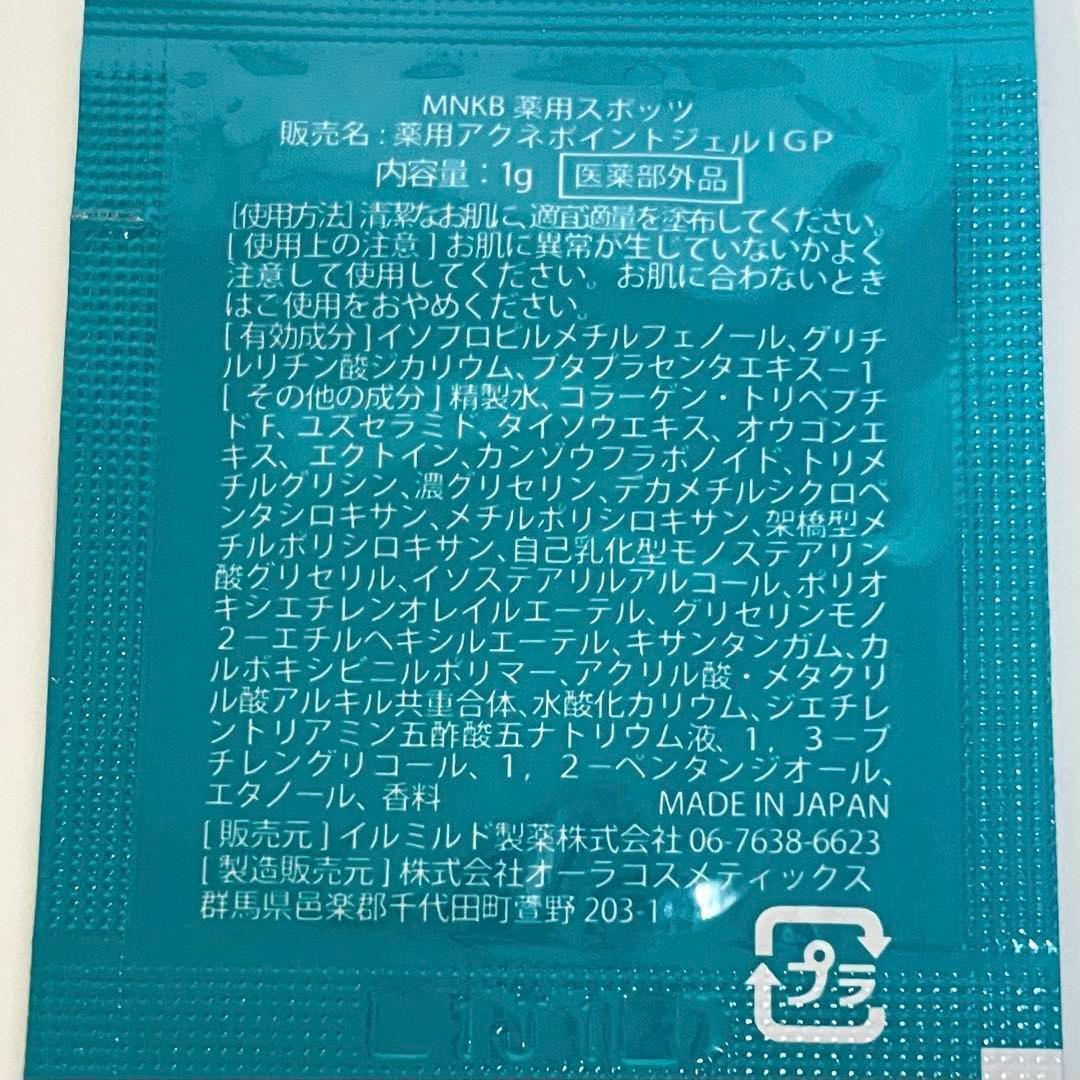 MNKB 薬用スポッツ
販売名：薬用アクネポイントジェルIGP
内容量：1g 医薬部外品
[使用方法]清潔なお肌に、適宜適量を塗布してください。
[使用上の注意]お肌に異常が生じていないかよく
注意して使用してください。お肌に合わないとき
はご使用をおやめください。
[有効成分]イソプロピルメチルフェノール、グリチ
ルリチン酸ジカリウム、ブタプラセンタエキス－1
[その他の成分]精製水、コラーゲン・トリペプチ
ド F、ユズセラミド、タイソウエキス、オウゴンエ
キス、エクトイン、カンゾウフラボノイド、トリメ
チルグリシン、濃グリセリン、デカメチルシクロペ
ンタシロキサン、メチルポリシロキサン、架橋型メ
チルポリシロキサン、自己乳化型モノステアリン
酸グリセリル、イソステアリルアルコール、ポリオ
キシエチレンオレイルエーテル、グリセリンモノ
2－エチルヘキシルエーテル、キサンタンガム、カ
ルボキシビニルポリマー、アクリル酸・メタクリ
ル酸アルキル共重合体、水酸化カリウム、ジエチレ
ントリアミン五酢酸五ナトリウム液、1，3－ブ
チレングリコール、1，2－ペンタンジオール、
エタノール、香料 MADE IN JAPAN
[販売元]イルミルド製薬株式会社 06-7638-6623
[製造販売元]株式会社オーラコスメティックス
群馬県邑楽郡千代田町萱野 203-1
プラ